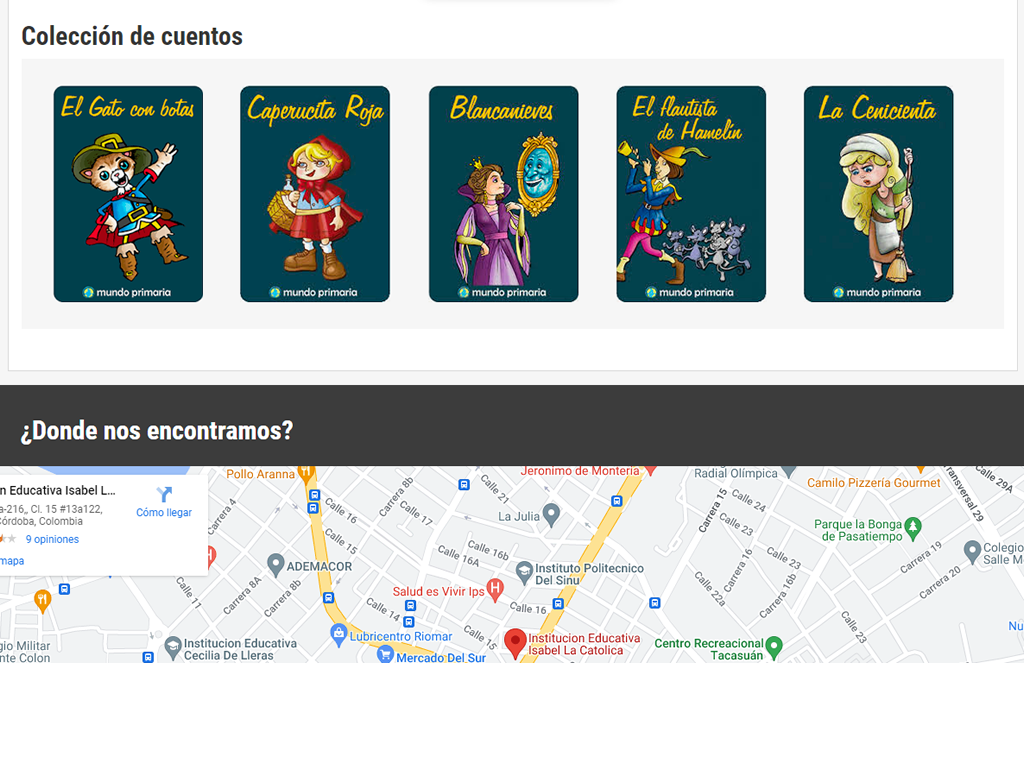 Colección de cuentos
El Gato con botas
Caperucita Roja
Blancanieves
El flautista
de Hamelín
La Cenicienta
mundo primaria
mundo primaria
mundo primaria
mundo primaria
mundo primaria
¿Donde nos encontramos?
n Educativa Isabel L...
a-216,, Cl. 15 #13a122,
Córdoba, Colombia
9 opiniones
mapa
Cómo llegar
Pollo Aranna
Jeronimo de Monteria
Radial Olímpica
Camilo Pizzería Gourmet
Transversal 29
Calle 29A
Carrera 4
Carrera 8b
Calle 21
Calle 16
Calle 17
La Julia
Carrera 15
Calle 24
Calle 23
Parque la Bonga
de Pasatiempo
Calle 15
Calle 16A
Calle 16b
Carrera 19
Colegio
Salle M
ADEMACOR
Instituto Politecnico
Del Sinu
Carrera 16
Carrera 20
Calle 11
Carrera 8A
Carrera 8b
Salud es Vivir Ips
Calle 14
Calle 16
Calle 22a
Carrera 16b
Calle 23
Nu
gio Militar
nte Colon
Institucion Educativa
Cecilia De Lleras
Lubricentro Riomar
Mercado Del Sur
Calle 15
Institucion Educativa
Isabel La Catolica
Centro Recreacional
Tacasuán